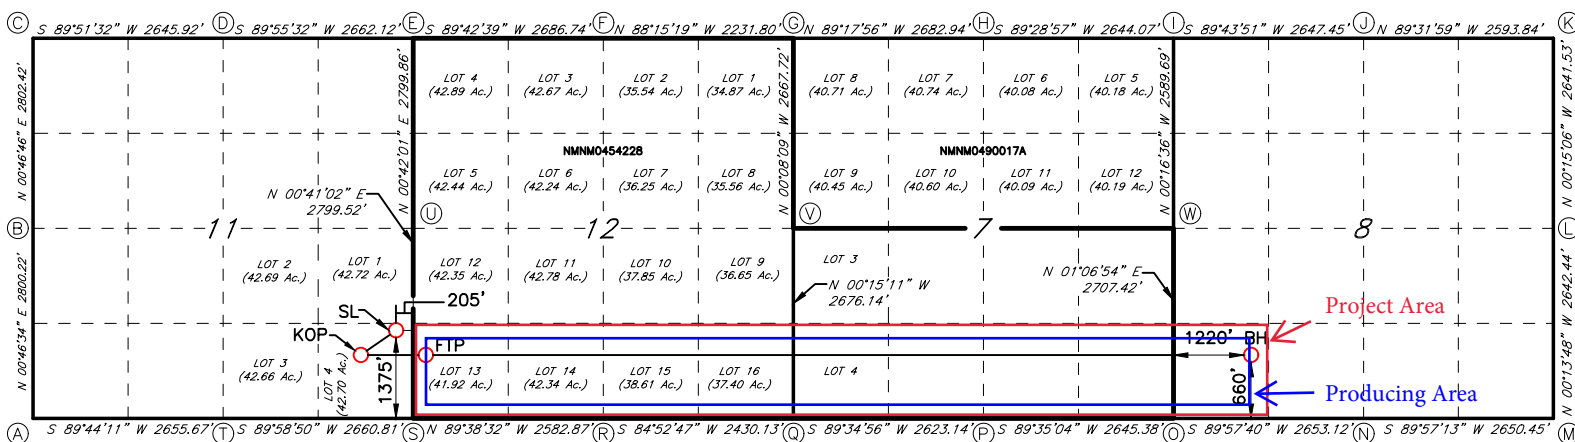 C S 89°51'32" W 2645.92' D S 89°55'32" W 2662.12' E S 89°42'39" W 2686.74' F N 88°15'19" W 2231.80' G N 89°17'56" W 2682.94' H S 89°28'57" W 2644.07' I S 89°43'51" W 2647.45' J N 89°31'59" W 2593.84' K
N 00°46'46" E 2802.42'
N 00°42'01" E 2799.86'
N 00°08'09" W 2667.72'
N 00°16'36" W 2589.69'
N 00°15'06" W 2641.53'
LOT 4
(42.89 Ac.)
LOT 3
(42.67 Ac.)
LOT 2
(35.54 Ac.)
LOT 1
(34.87 Ac.)
LOT 8
(40.71 Ac.)
LOT 7
(40.74 Ac.)
LOT 6
(40.08 Ac.)
LOT 5
(40.18 Ac.)
NMNM0454228
NMNM0490017A
LOT 5
(42.44 Ac.)
LOT 6
(42.24 Ac.)
LOT 7
(36.25 Ac.)
LOT 8
(35.56 Ac.)
LOT 9
(40.45 Ac.)
LOT 10
(40.60 Ac.)
LOT 11
(40.09 Ac.)
LOT 12
(40.19 Ac.)
N 00°41'02" E
2799.52'
B 11 U 12 V 7 W 8 L
LOT 2
(42.69 Ac.)
LOT 1
(42.72 Ac.)
LOT 12
(42.35 Ac.)
LOT 11
(42.78 Ac.)
LOT 10
(37.85 Ac.)
LOT 9
(36.65 Ac.)
LOT 3
N 00°15'11" W
2676.14'
N 01°06'54" E
2707.42'
N 00°46'34" E 2800.22'
N 00°13'48" W 2642.44'
205'
SL
KOP
FTP
1220'
BH
Project Area
LOT 3
(42.66 Ac.)
LOT 4
(42.70 Ac.)
1375'
LOT 13
(41.92 Ac.)
LOT 14
(42.34 Ac.)
LOT 15
(38.61 Ac.)
LOT 16
(37.40 Ac.)
LOT 4
660'
Producing Area
A S 89°44'11" W 2655.67' T S 89°58'50" W 2660.81' S N 89°38'32" W 2582.87' R S 84°52'47" W 2430.13' Q S 89°34'56" W 2623.14' P S 89°35'04" W 2645.38' O S 89°57'40" W 2653.12' N S 89°57'13" W 2650.45' M